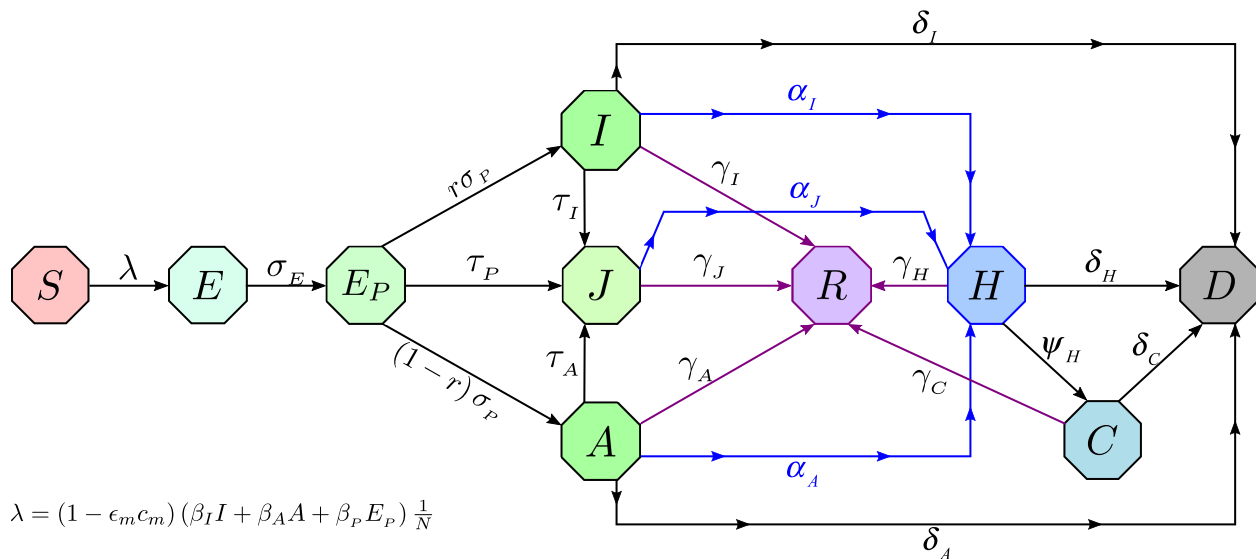 δ_I
α_I
I
rσ_P
γ_I
τ_I
α_J
S
λ
E
σ_E
E_P
τ_P
J
γ_J
R
γ_H
H
δ_H
D
(1−r)σ_P
τ_A
γ_A
γ_C
ψ_H
δ_C
A
C
α_A
λ = (1 − ϵ_m c_m) (β_I I + β_A A + β_P E_P) 1/N
δ_A